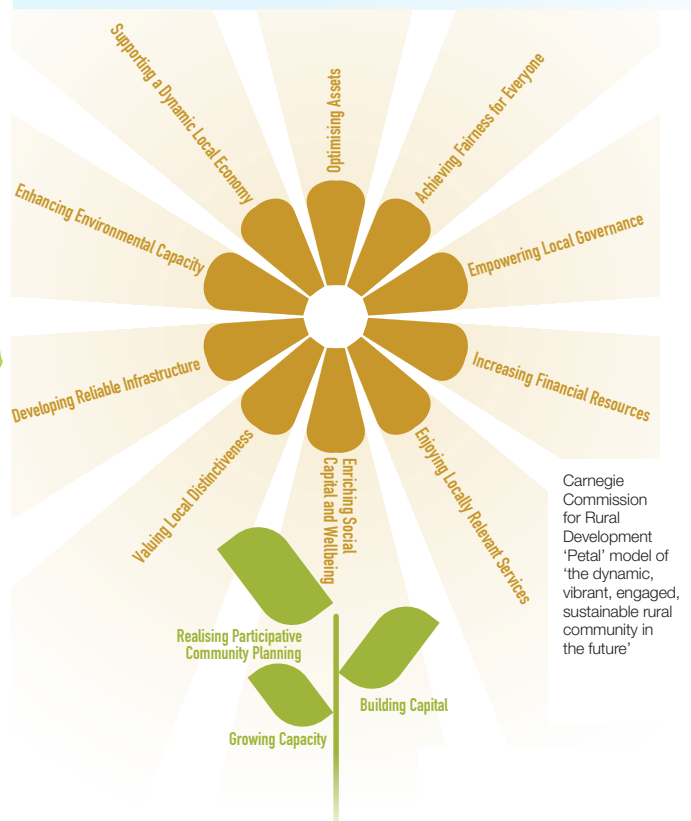 Supporting a Dynamic Local Economy
Optimising Assets
Achieving Fairness for Everyone
Enhancing Environmental Capacity
Empowering Local Governance
Developing Reliable Infrastructure
Increasing Financial Resources
Valuing Local Distinctiveness
Enriching Social
Capital and Wellbeing
Enjoying Locally Relevant Services
Carnegie
Commission
for Rural
Development
‘Petal’ model of
‘the dynamic,
vibrant, engaged,
sustainable rural
community in
the future’
Realising Participative
Community Planning
Building Capital
Growing Capacity